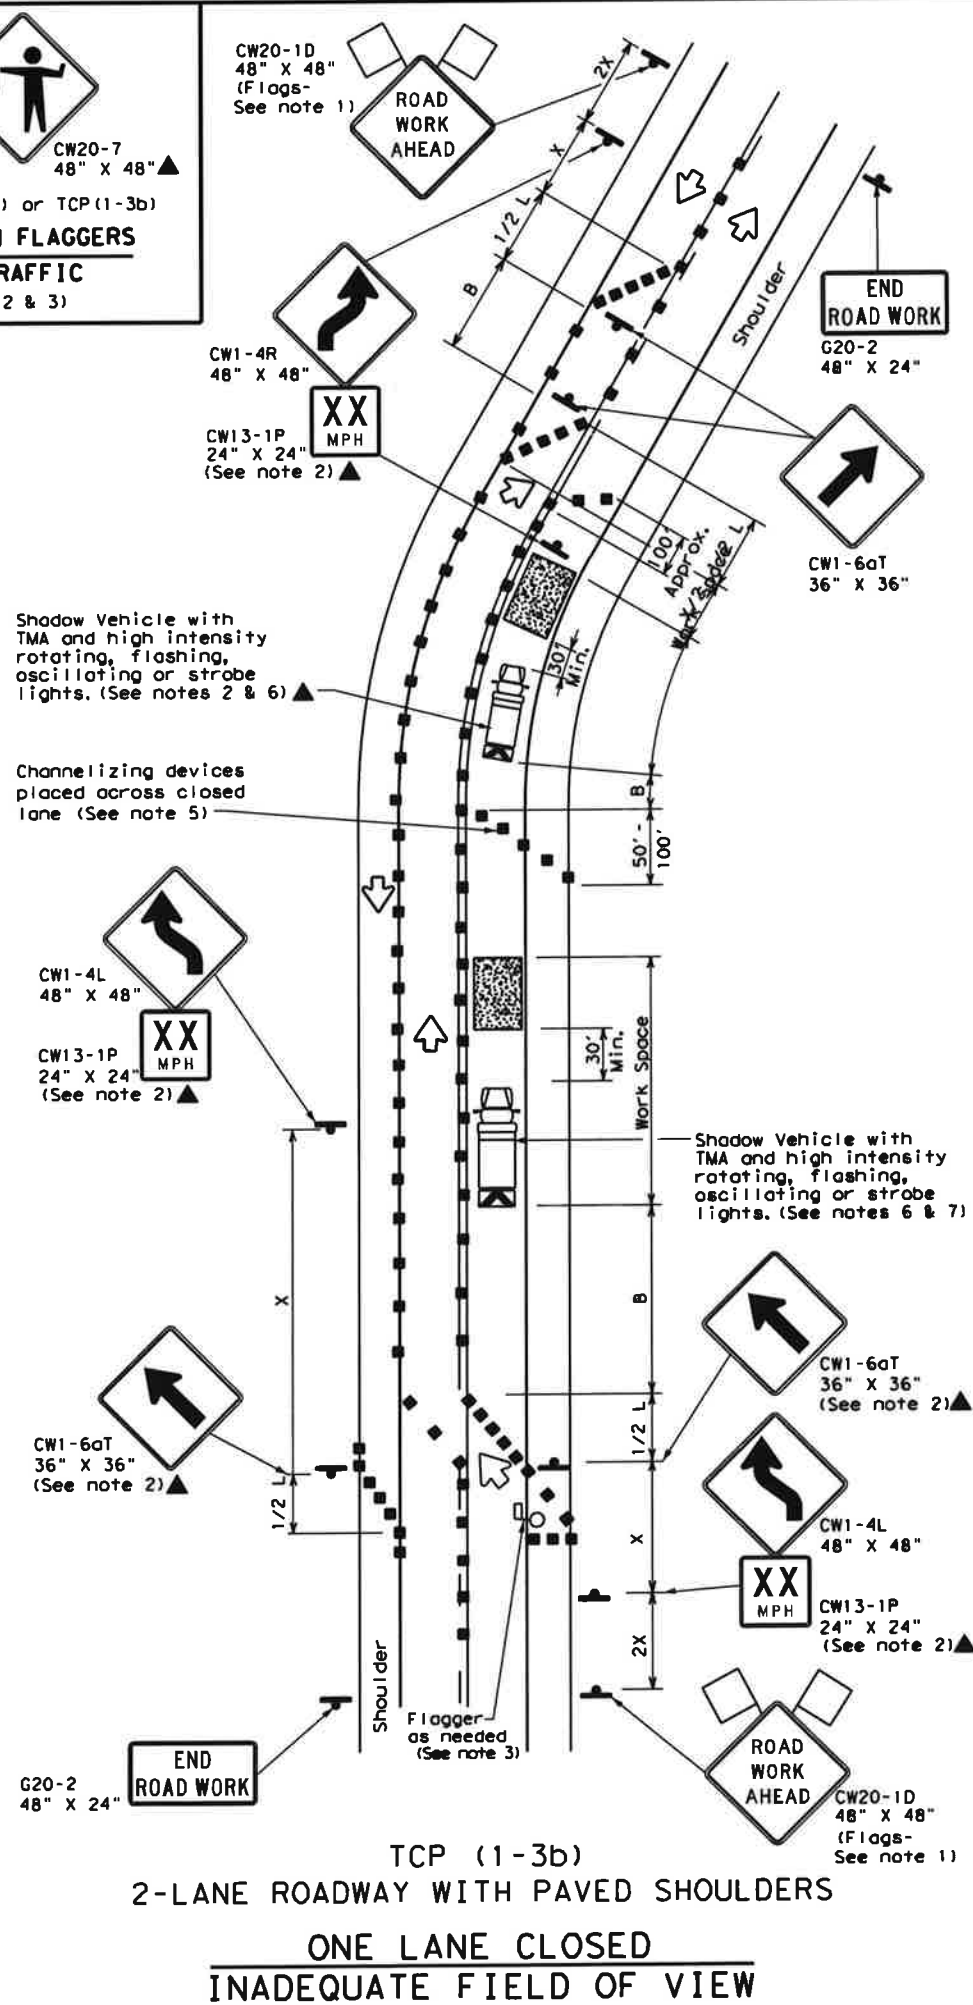 CW20-7
48" X 48"▲
) or TCP(1-3b)
FLAGGERS
RAFFIC
2 & 3)
CW20-1D
48" X 48"
(Flags-
See note 1)
ROAD
WORK
AHEAD
2X
X
1/2 L
B
CW1-4R
48" X 48"
XX
MPH
CW13-1P
24" X 24"
(See note 2)▲
Shoulder
END
ROAD WORK
G20-2
48" X 24"
CW1-6aT
36" X 36"
100'
Approx.
L
30'
Min.
Shadow Vehicle with
TMA and high intensity
rotating, flashing,
oscillating or strobe
lights. (See notes 2 & 6)▲
Channelizing devices
placed across closed
lane (See note 5)
B
50' -
100'
CW1-4L
48" X 48"
XX
MPH
CW13-1P
24" X 24"
(See note 2)▲
Work Space
30'
Min.
Shadow Vehicle with
TMA and high intensity
rotating, flashing,
oscillating or strobe
lights. (See notes 6 & 7)
X
B
CW1-6aT
36" X 36"
(See note 2)▲
1/2 L
CW1-6aT
36" X 36"
(See note 2)▲
1/2 L
X
CW1-4L
48" X 48"
XX
MPH
CW13-1P
24" X 24"
(See note 2)▲
2X
Shoulder
Flagger
as needed
(See note 3)
END
ROAD WORK
G20-2
48" X 24"
ROAD
WORK
AHEAD
CW20-1D
48" X 48"
(Flags-
See note 1)
TCP (1-3b)
2-LANE ROADWAY WITH PAVED SHOULDERS
ONE LANE CLOSED
INADEQUATE FIELD OF VIEW